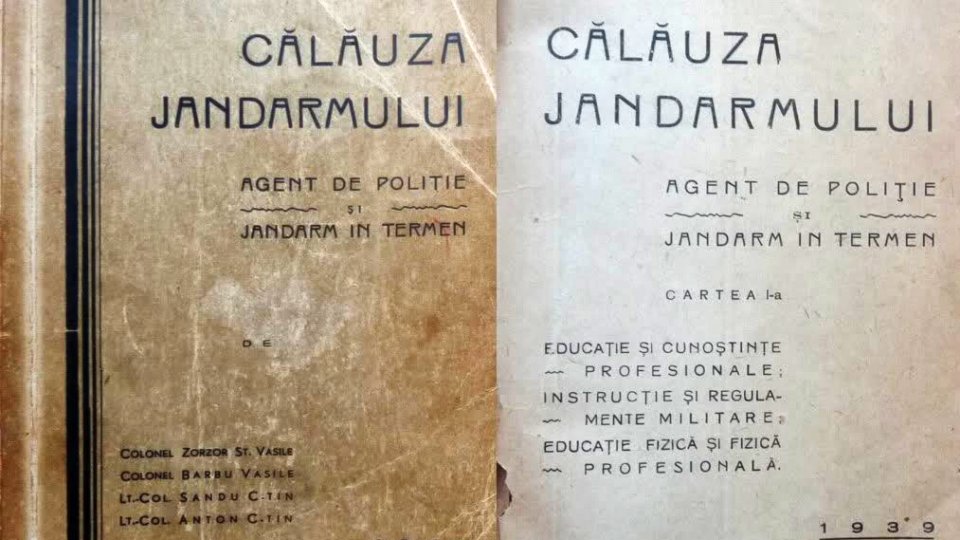 CĂLĂUZA
JANDARMULUI
AGENT DE POLITIE
ȘI
JANDARM IN TERMEN
DE
COLONEL ZORZOR ST. VASILE
COLONEL BARBU VASILE
LT.-COL. SANDU C-TIN
LT.-COL. ANTON C-TIN
CĂLĂUZA
JANDARMULUI
AGENT DE POLIŢIE
ȘI
JANDARM IN TERMEN
CARTEA I-a
EDUCAȚIE ȘI CUNOȘTINȚE
PROFESIONALE;
INSTRUCȚIE ȘI REGULA-
MENTE MILITARE;
EDUCAȚIE FIZICĂ ȘI FIZICĂ
PROFESIONALĂ.
1939